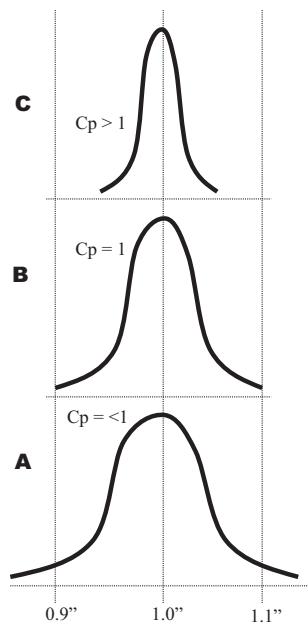 C
Cp > 1
B
Cp = 1
Cp = <1
A
0.9” 1.0” 1.1”